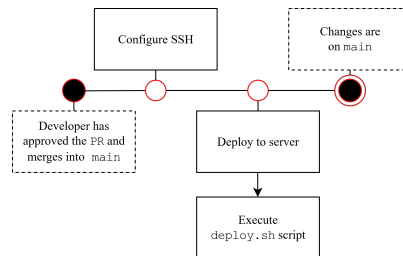 Configure SSH
Changes are
on main
Developer has
approved the PR and
merges into main
Deploy to server
Execute
deploy.sh script